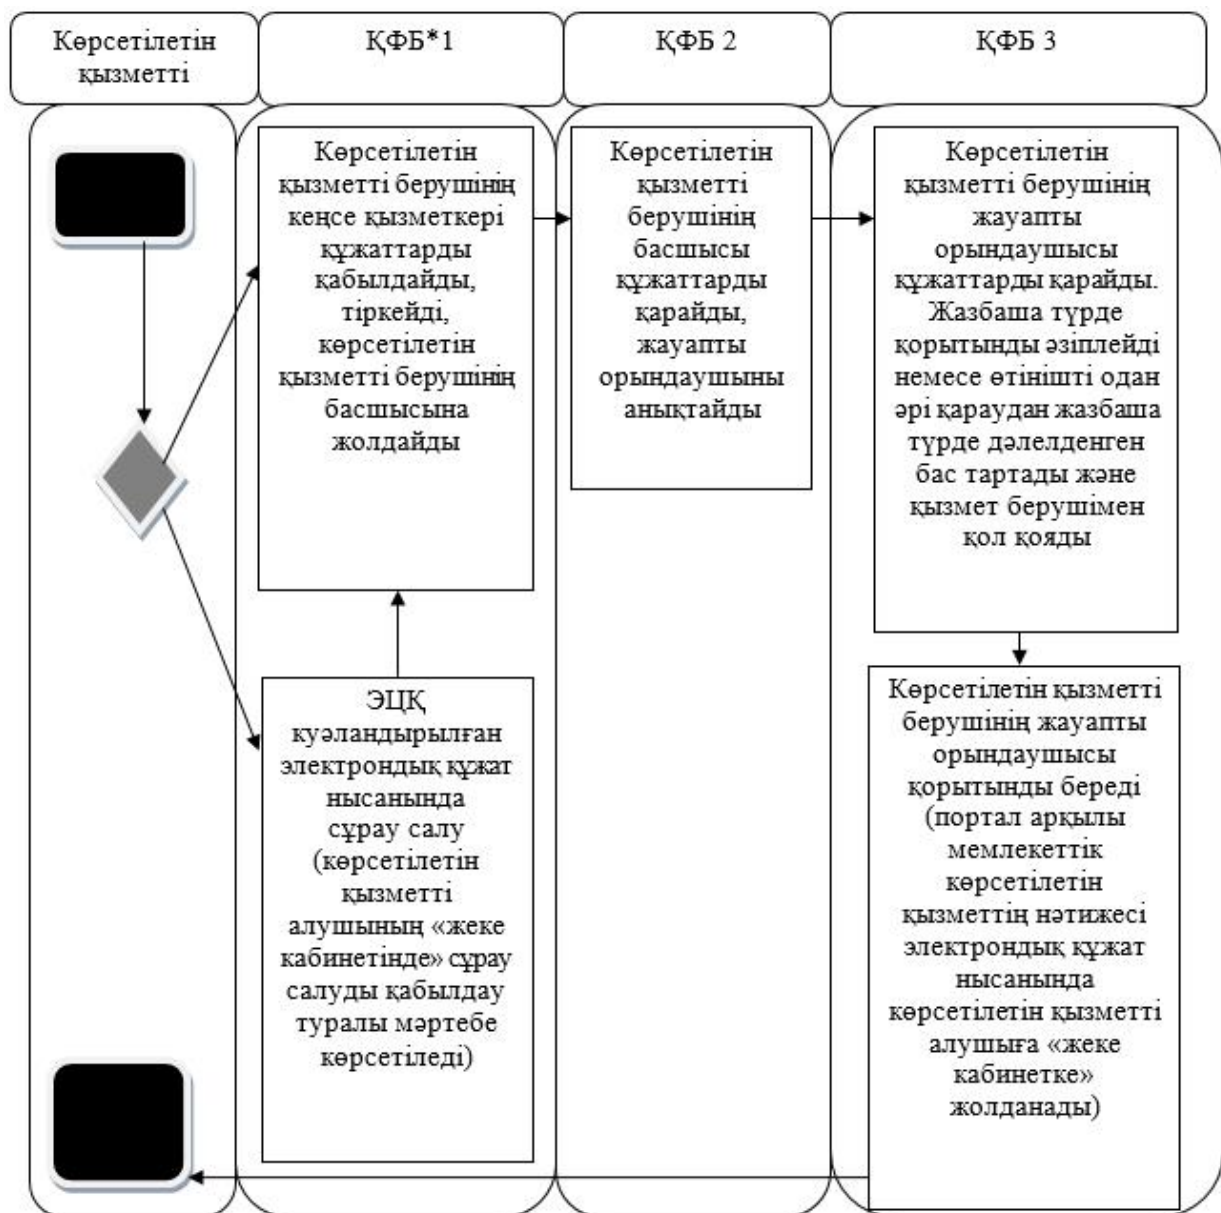 Көрсетілетін
қызметті
ҚФБ*1
ҚФБ 2
ҚФБ 3
Көрсетілетін
қызметті берушінің
кеңсе қызметкері
құжаттарды
қабылдайды,
тіркейді,
көрсетілетін
қызметті берушінің
басшысына
жолдайды
Көрсетілетін
қызметті
берушінің
басшысы
құжаттарды
қарайды,
жауапты
орындаушыны
анықтайды
Көрсетілетін
қызметті берушінің
жауапты
орындаушысы
құжаттарды қарайды.
Жазбаша түрде
қорытынды әзіплейді
немесе өтінішті одан
әрі қараудан жазбаша
түрде дәлелденген
бас тартады және
қызмет берушімен
қол қояды
ЭЦҚ
куәландырылған
электрондық құжат
нысанында
сұрау салу
(көрсетілетін
қызметті
алушының «жеке
кабинетінде» сұрау
салуды қабылдау
туралы мәртебе
көрсетіледі)
Көрсетілетін қызметті
берушінің жауапты
орындаушысы
қорытынды береді
(портал арқылы
мемлекеттік
көрсетілетін
қызметтің нәтижесі
электрондық құжат
нысанында
көрсетілетін қызметті
алушыға «жеке
кабинетке»
жолданады)